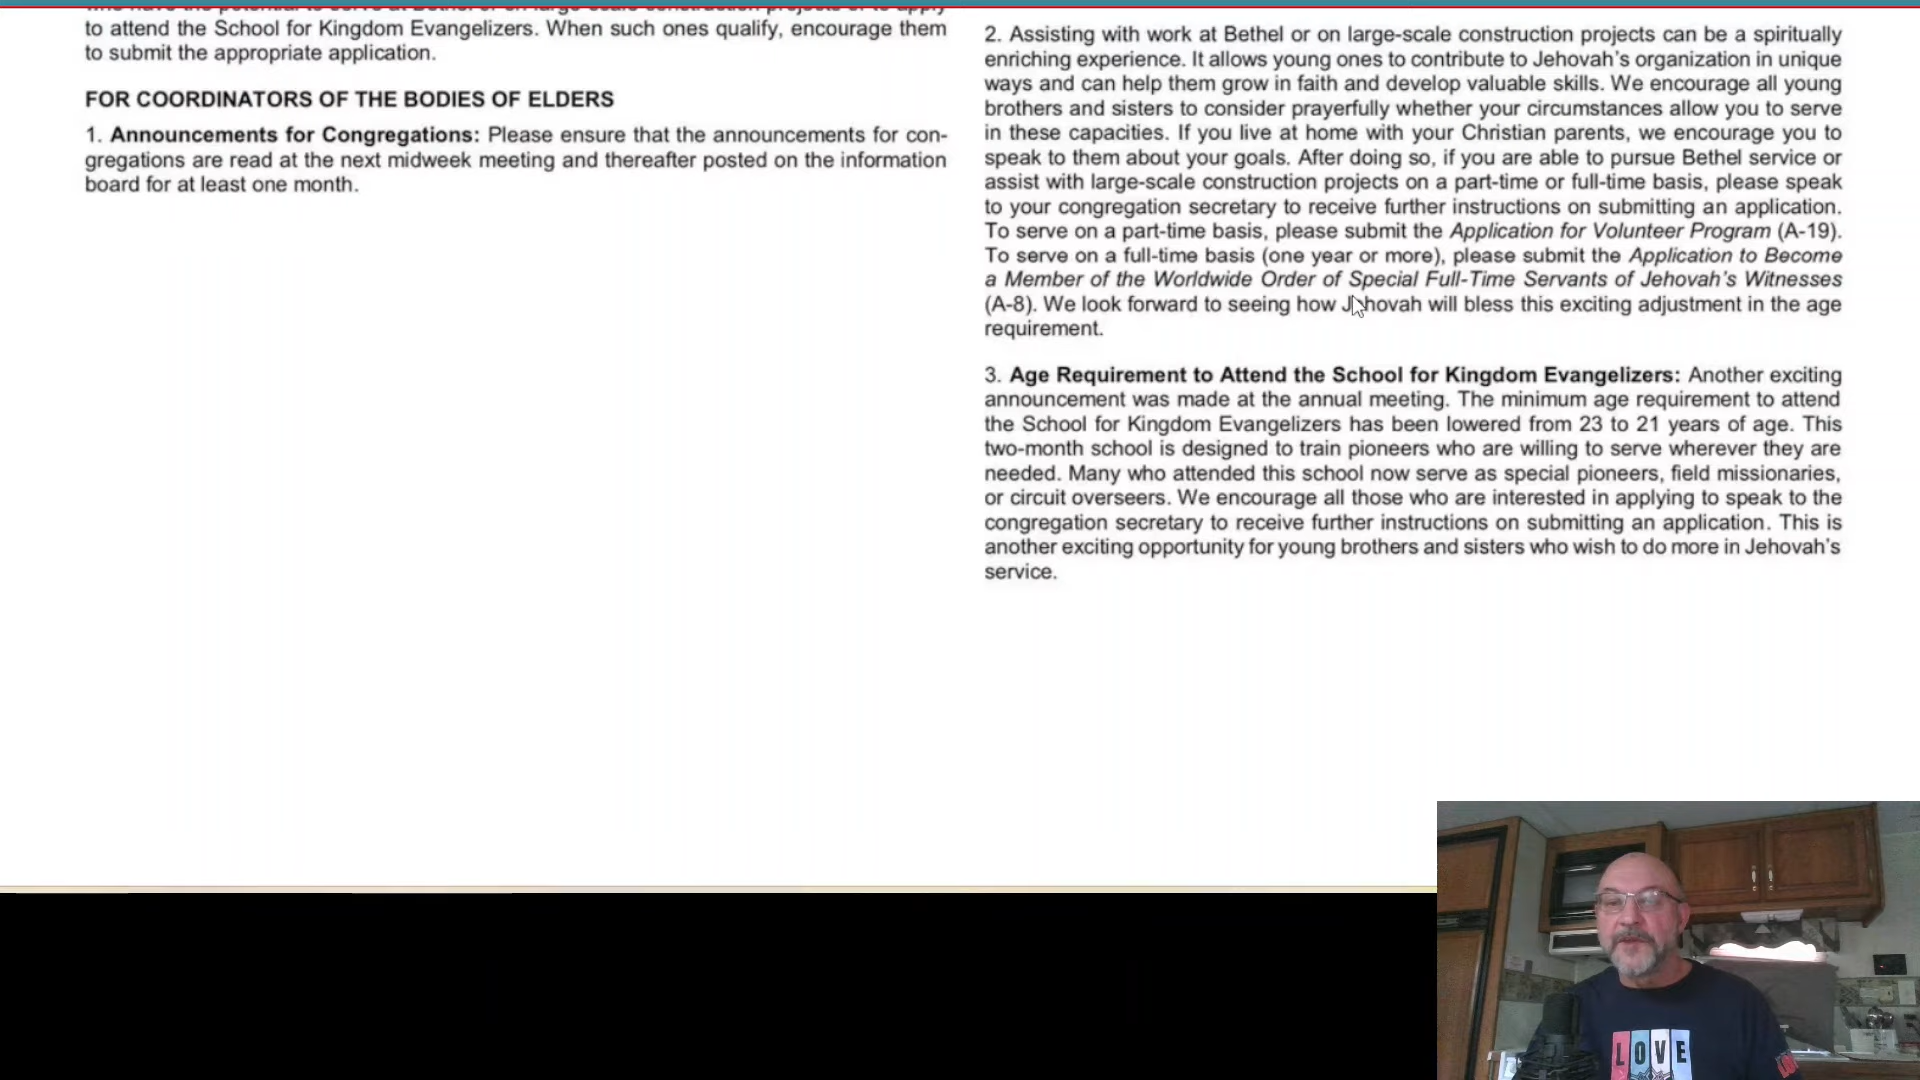 to attend the School for Kingdom Evangelizers. When such ones qualify, encourage them
to submit the appropriate application.
FOR COORDINATORS OF THE BODIES OF ELDERS
1. Announcements for Congregations: Please ensure that the announcements for con-
gregations are read at the next midweek meeting and thereafter posted on the information
board for at least one month.
2. Assisting with work at Bethel or on large-scale construction projects can be a spiritually
enriching experience. It allows young ones to contribute to Jehovah's organization in unique
ways and can help them grow in faith and develop valuable skills. We encourage all young
brothers and sisters to consider prayerfully whether your circumstances allow you to serve
in these capacities. If you live at home with your Christian parents, we encourage you to
speak to them about your goals. After doing so, if you are able to pursue Bethel service or
assist with large-scale construction projects on a part-time or full-time basis, please speak
to your congregation secretary to receive further instructions on submitting an application.
To serve on a part-time basis, please submit the Application for Volunteer Program (A-19).
To serve on a full-time basis (one year or more), please submit the Application to Become
a Member of the Worldwide Order of Special Full-Time Servants of Jehovah's Witnesses
(A-8). We look forward to seeing how Jehovah will bless this exciting adjustment in the age
requirement.
3. Age Requirement to Attend the School for Kingdom Evangelizers: Another exciting
announcement was made at the annual meeting. The minimum age requirement to attend
the School for Kingdom Evangelizers has been lowered from 23 to 21 years of age. This
two-month school is designed to train pioneers who are willing to serve wherever they are
needed. Many who attended this school now serve as special pioneers, field missionaries,
or circuit overseers. We encourage all those who are interested in applying to speak to the
congregation secretary to receive further instructions on submitting an application. This is
another exciting opportunity for young brothers and sisters who wish to do more in Jehovah's
service.
LOVE